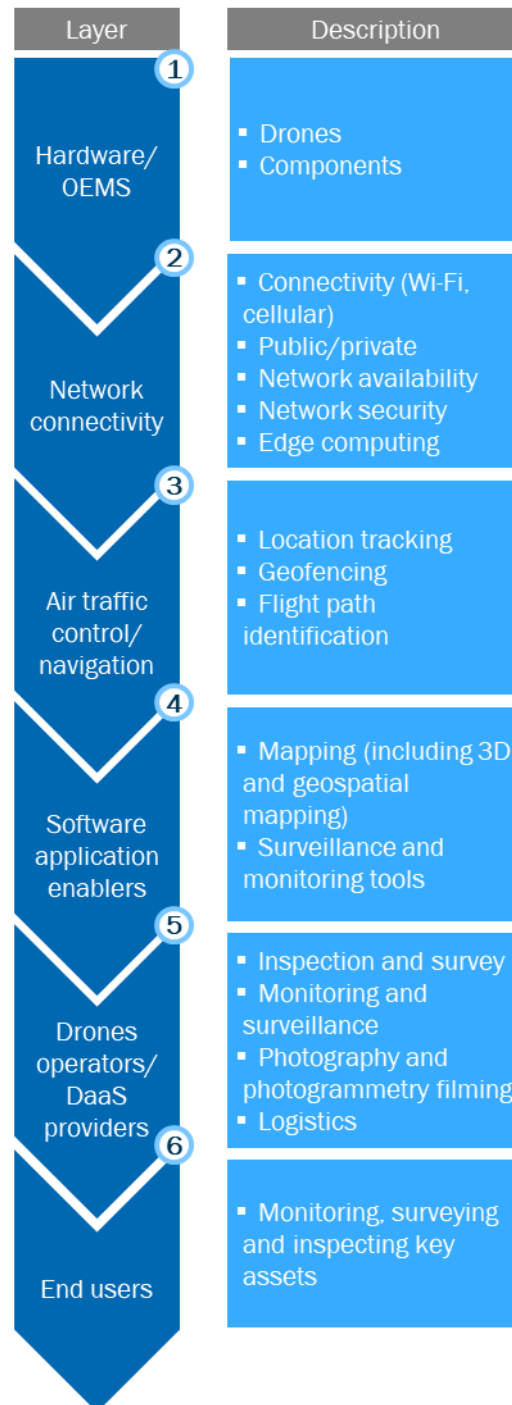 Layer
Description
1
Hardware/
OEMS
▪ Drones
▪ Components
2
Network
connectivity
▪ Connectivity (Wi-Fi,
cellular)
▪ Public/private
▪ Network availability
▪ Network security
▪ Edge computing
3
Air traffic
control/
navigation
▪ Location tracking
▪ Geofencing
▪ Flight path
identification
4
Software
application
enablers
▪ Mapping (including 3D
and geospatial
mapping)
▪ Surveillance and
monitoring tools
5
Drones
operators/
DaaS
providers
▪ Inspection and survey
▪ Monitoring and
surveillance
▪ Photography and
photogrammetry filming
▪ Logistics
6
End users
▪ Monitoring, surveying
and inspecting key
assets